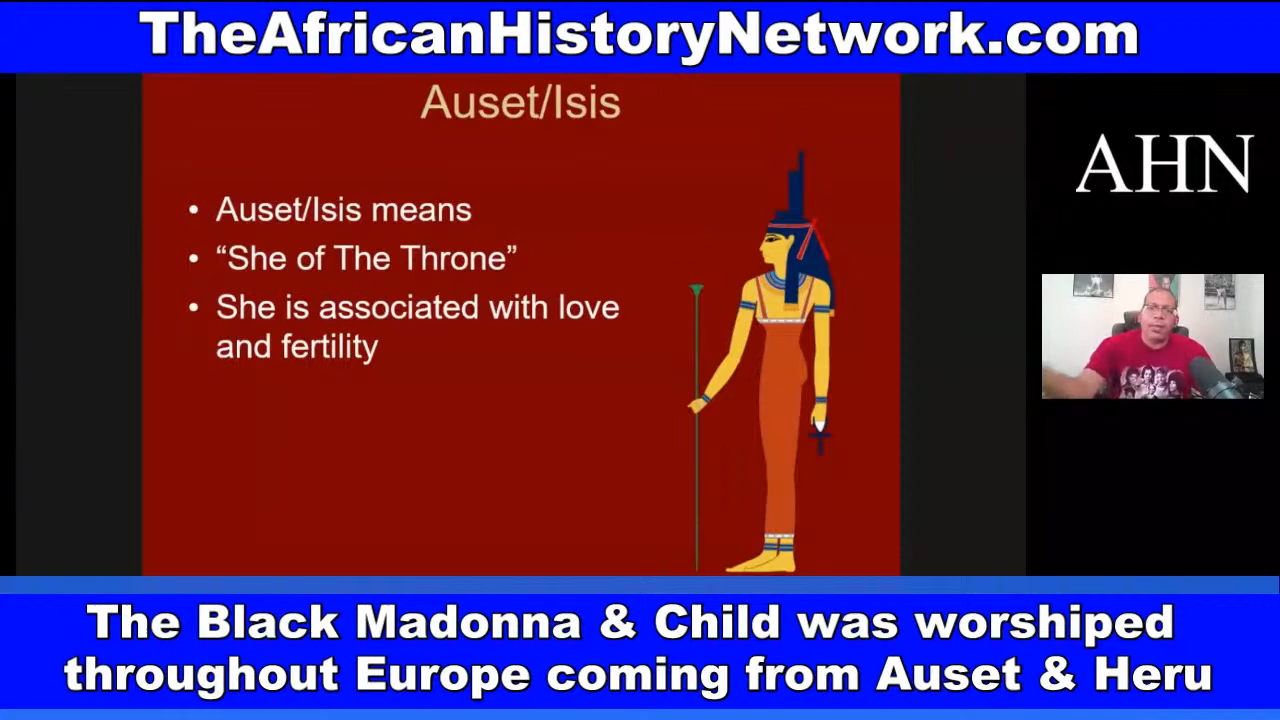 TheAfricanHistoryNetwork.com
Auset/Isis
AHN
• Auset/Isis means
• “She of The Throne”
• She is associated with love
and fertility
The Black Madonna & Child was worshiped
throughout Europe coming from Auset & Heru